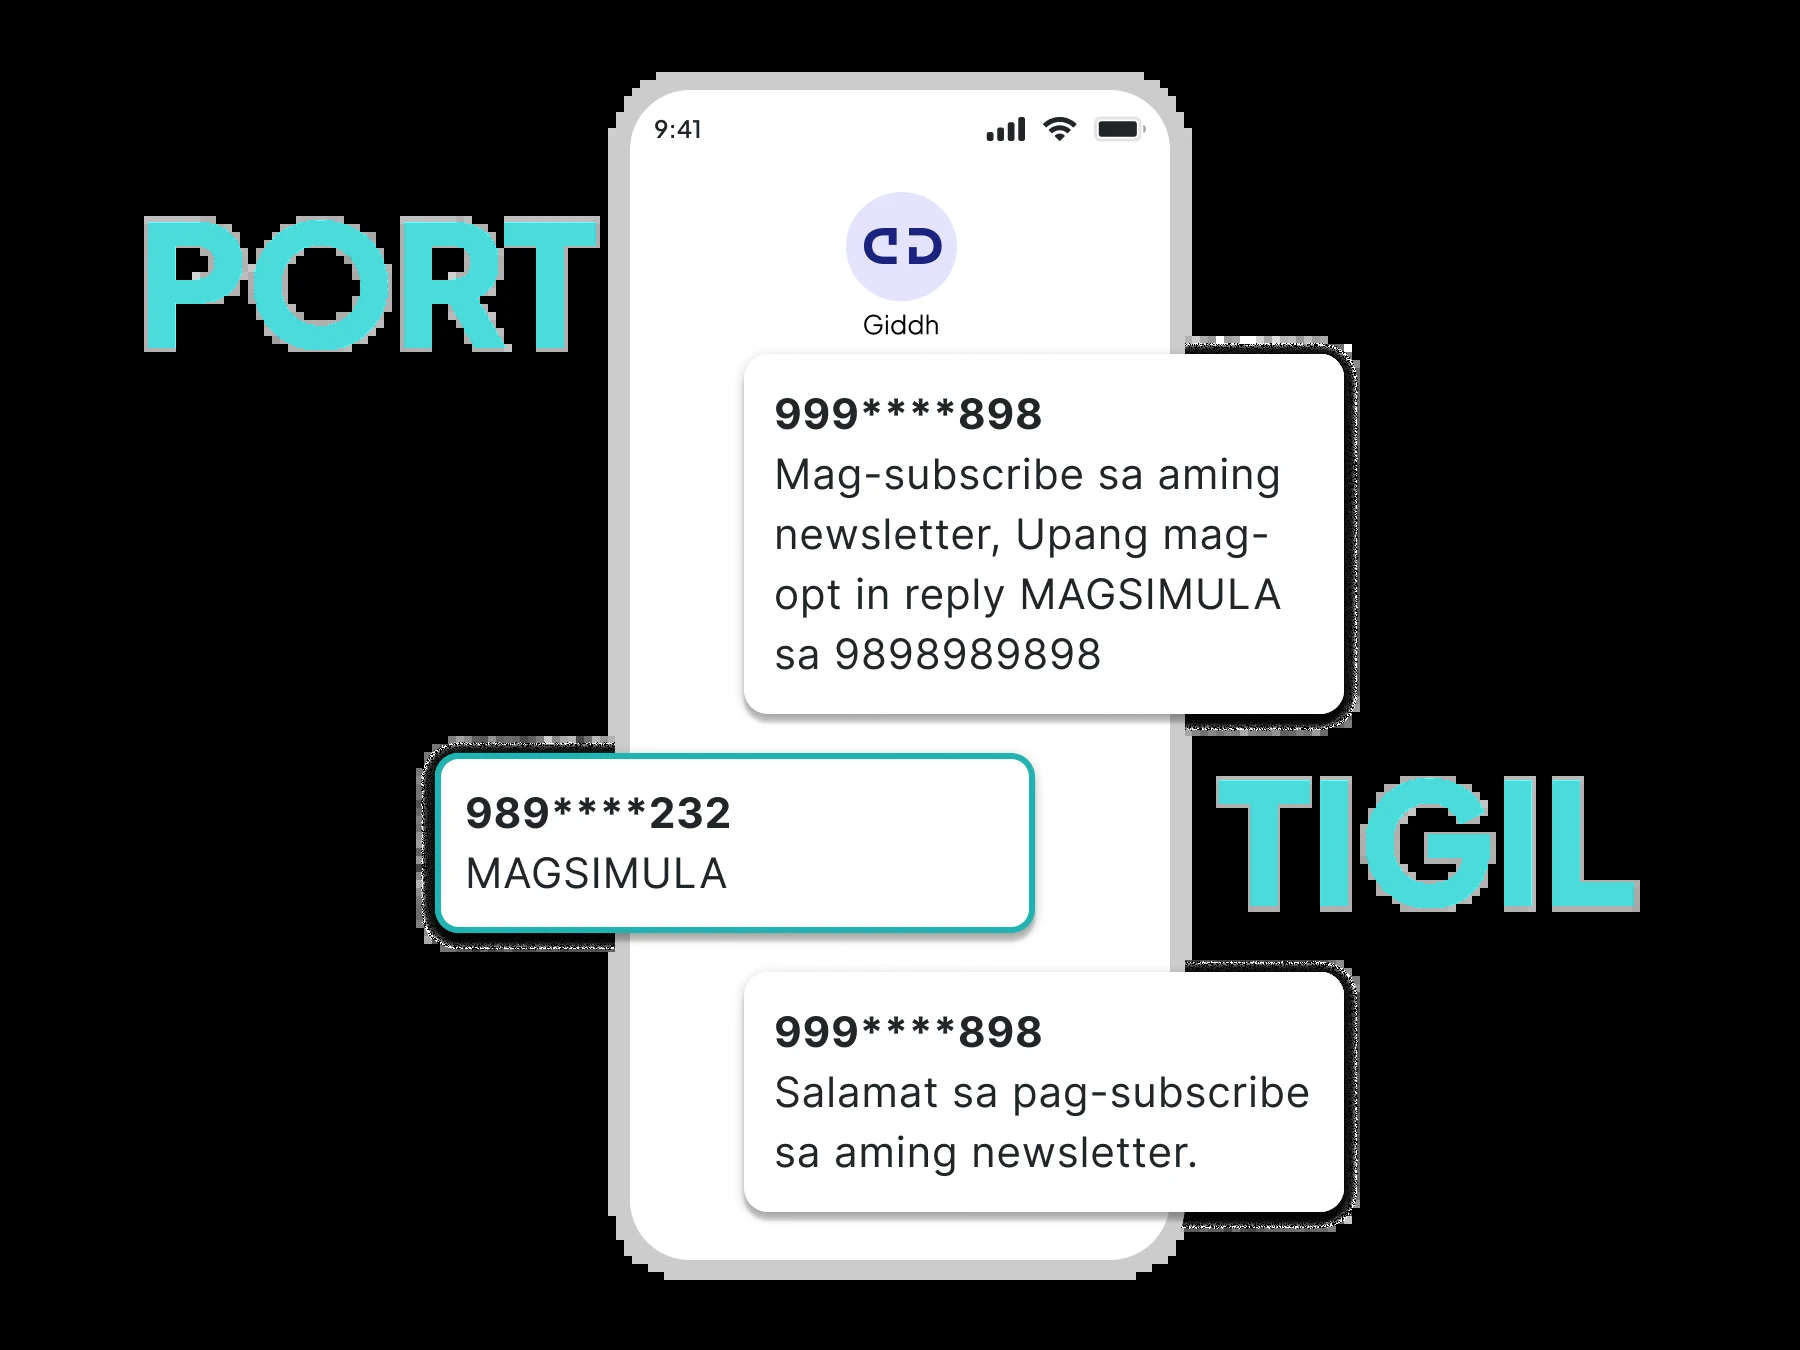 9:41
PORT
Giddh
999****898
Mag-subscribe sa aming
newsletter, Upang mag-
opt in reply MAGSIMULA
sa 9898989898
989****232
MAGSIMULA
TIGIL
999****898
Salamat sa pag-subscribe
sa aming newsletter.